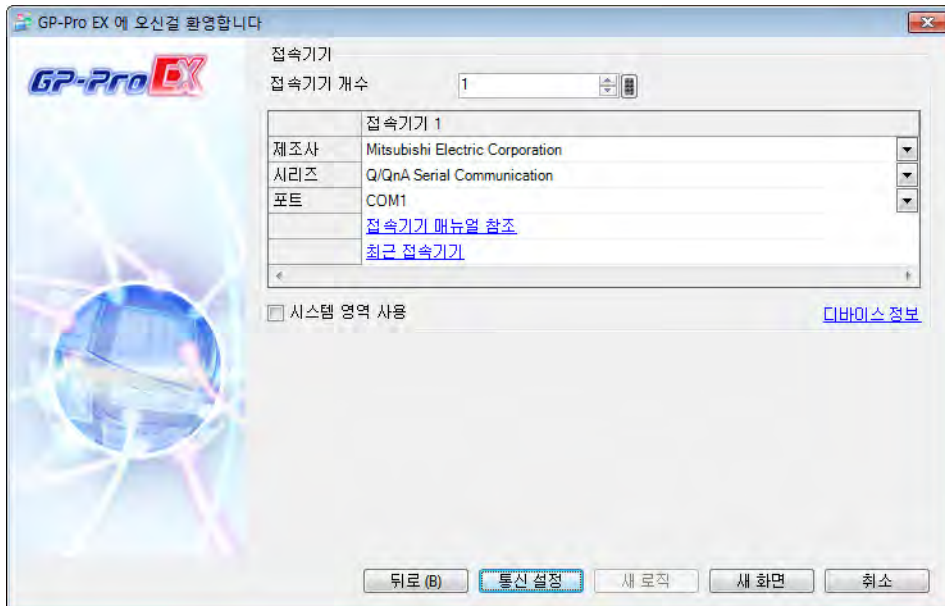 GP-Pro EX 에 오신걸 환영합니다
GP-Pro EX
접속기기
접속기기 개수 1
접속기기 1
제조사 Mitsubishi Electric Corporation
시리즈 Q/QnA Serial Communication
포트 COM1
접속기기 매뉴얼 참조
최근 접속기기
시스템 영역 사용 디바이스 정보
뒤로 (B) 통신 설정 새 로직 새 화면 취소